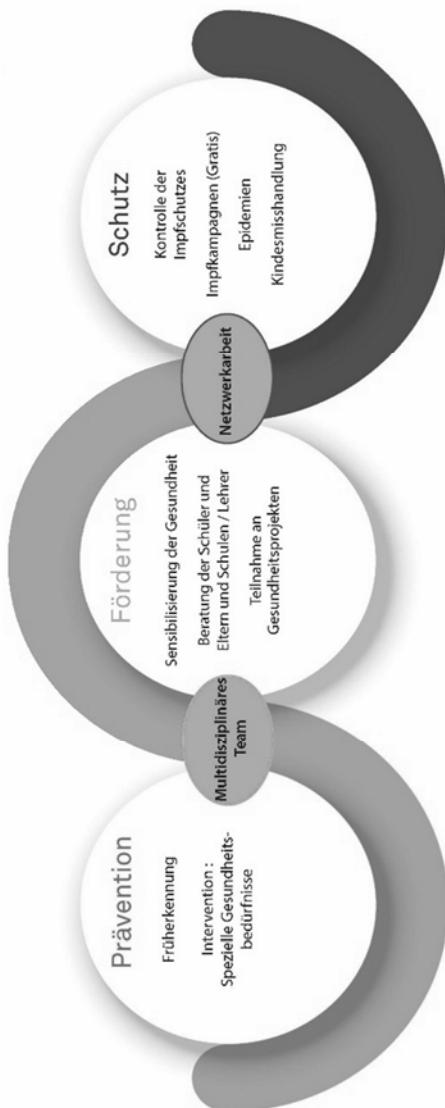 Prävention
Früherkennung
Intervention :
Spezielle Gesundheits-
bedürfnisse
Multidisziplinäres
Team
Förderung
Sensibilisierung der Gesundheit
Beratung der Schüler und
Eltern und Schulen / Lehrer
Teilnahme an
Gesundheitsprojekten
Netzwerkarbeit
Schutz
Kontrolle der
Impfschutzes
Impfkampagnen (Gratis)
Epidemien
Kindesmisshandlung